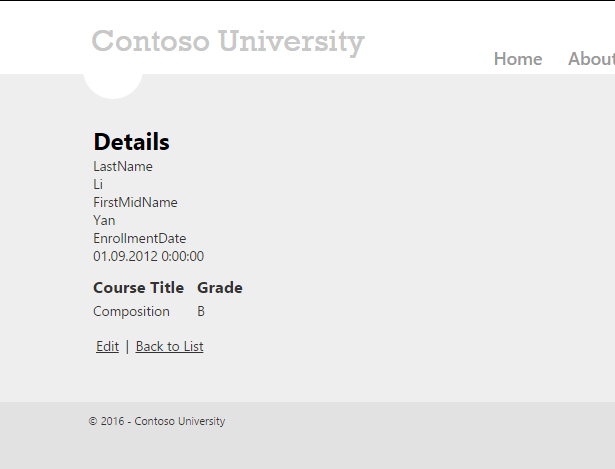 Contoso University
Home About
Details
LastName
Li
FirstMidName
Yan
EnrollmentDate
01.09.2012 0:00:00
Course Title Grade
Composition B
Edit | Back to List
© 2016 - Contoso University